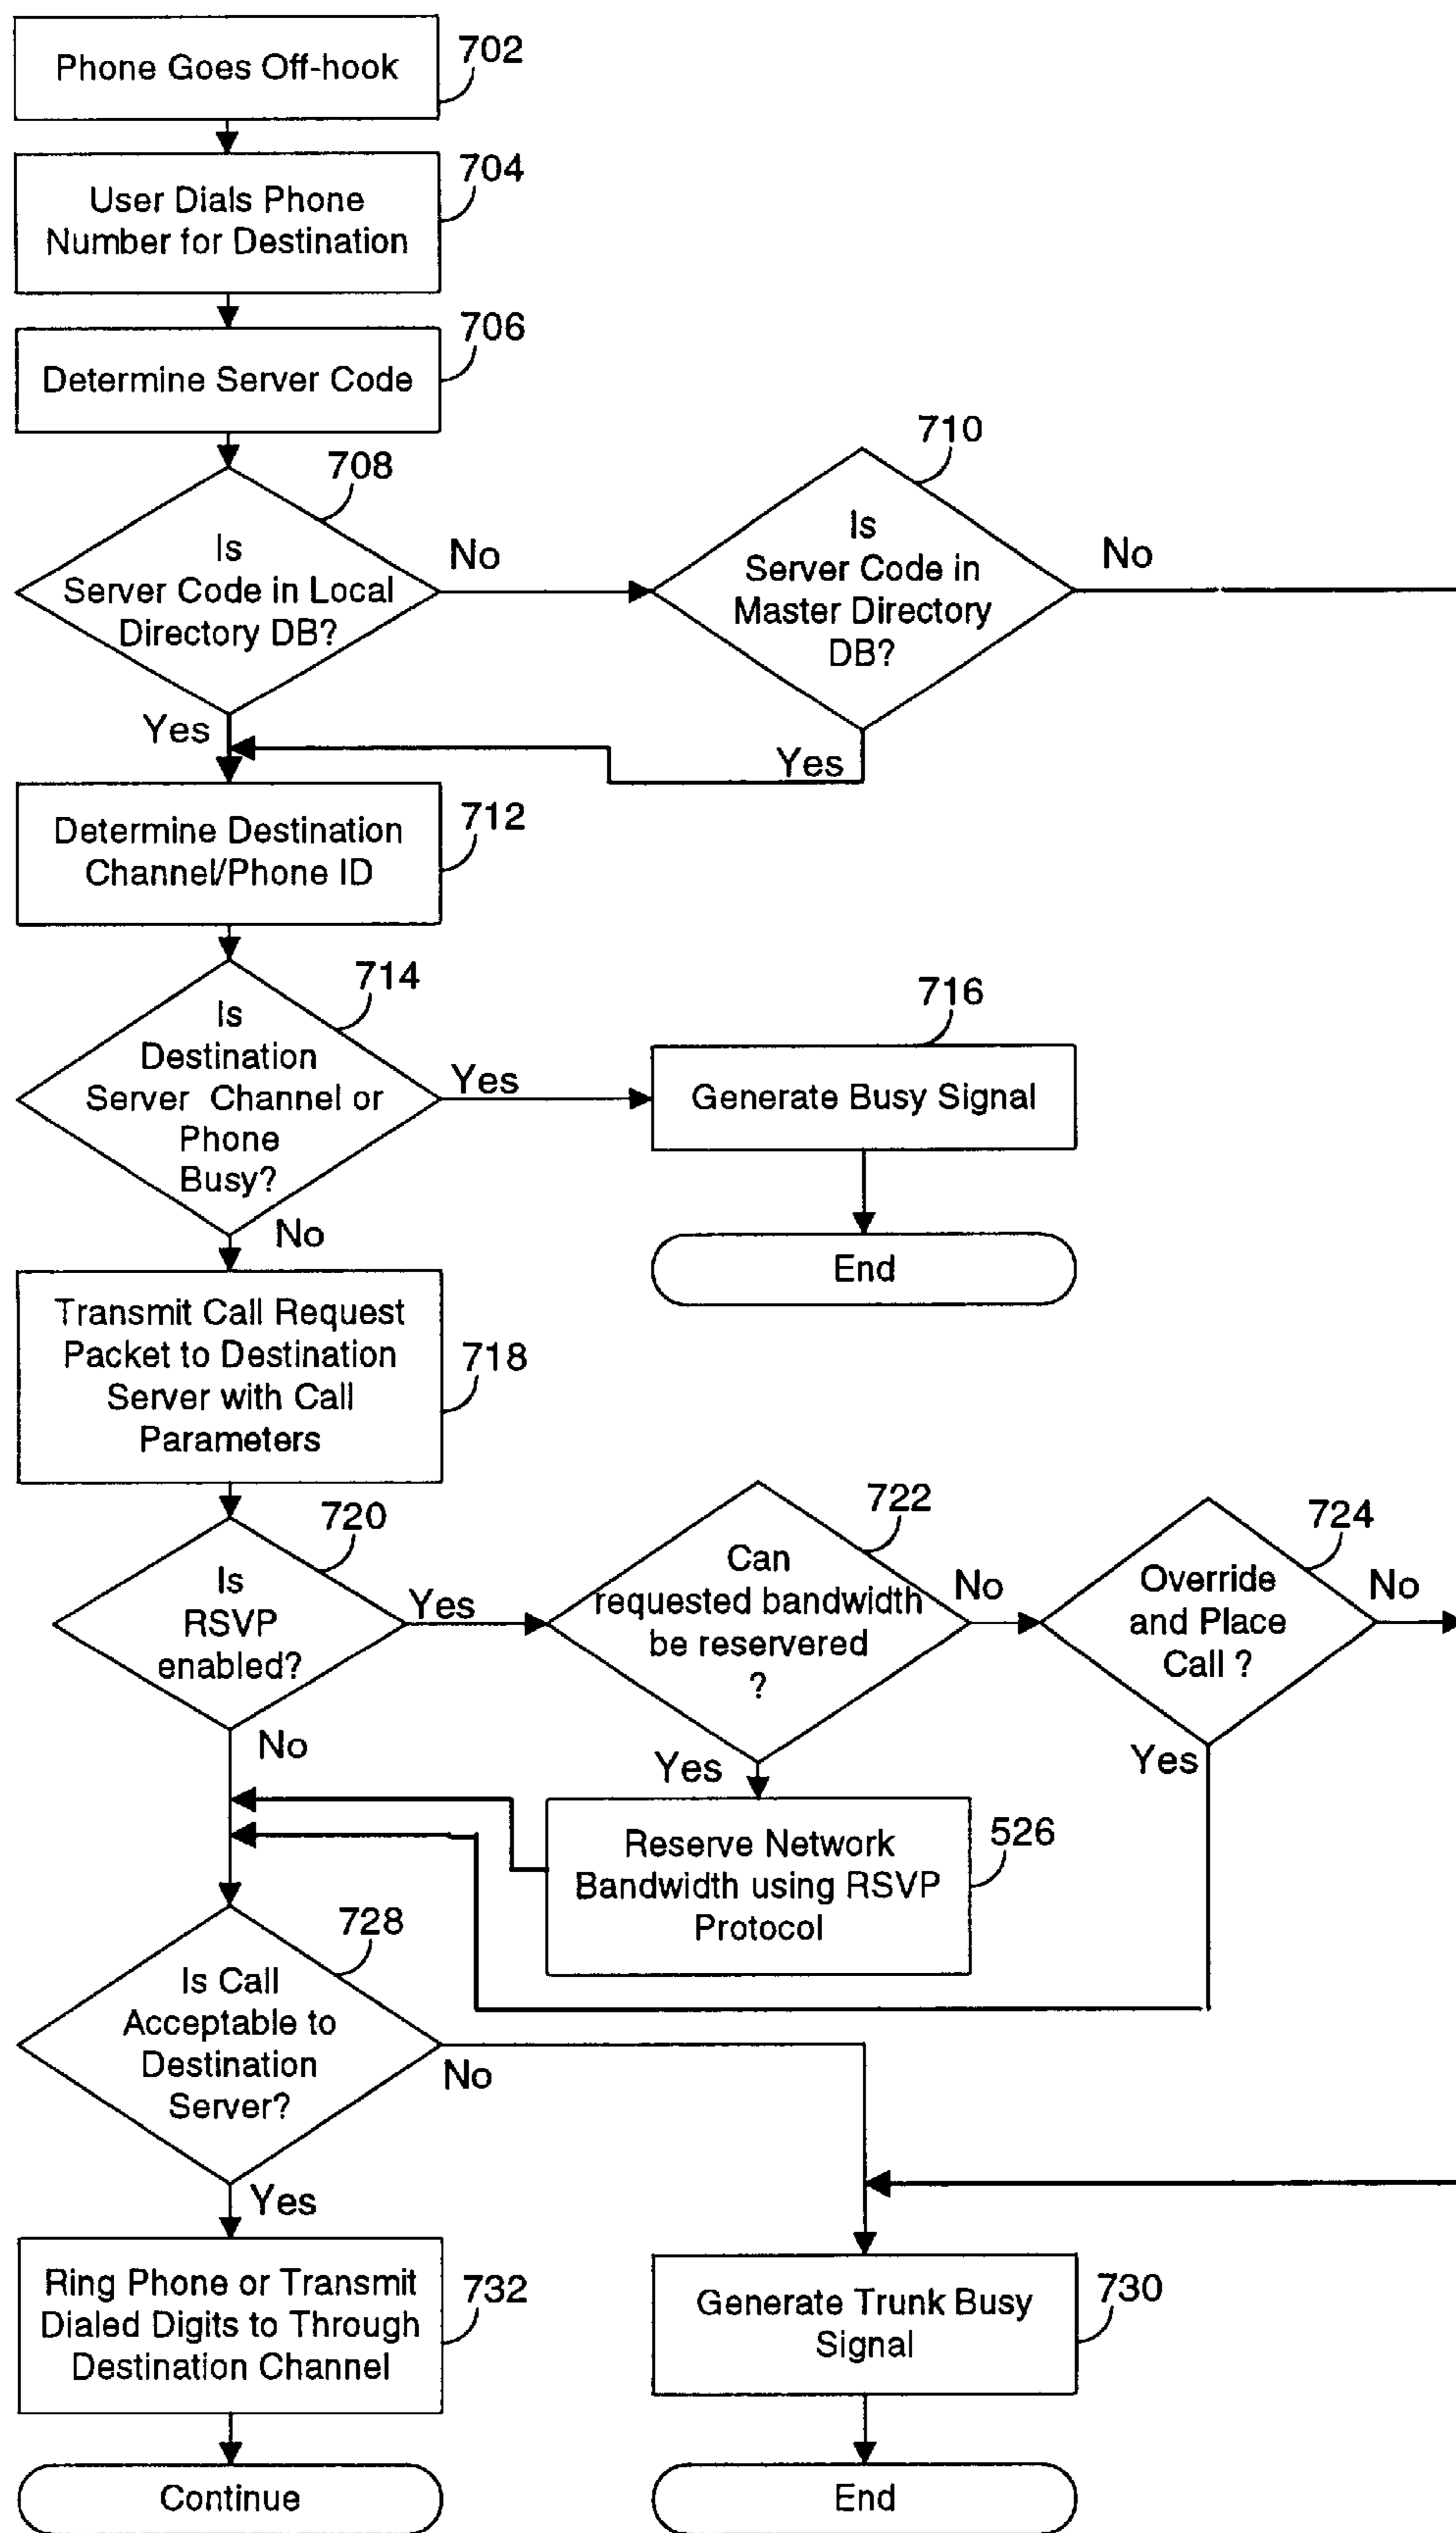 Phone Goes Off-hook
702
User Dials Phone
Number for Destination
704
Determine Server Code
706
Is
Server Code in Local
Directory DB?
708
No
Yes
Is
Server Code in
Master Directory
DB?
710
No
Yes
Determine Destination
Channel/Phone ID
712
Is
Destination
Server Channel or
Phone
Busy?
714
Yes
No
Generate Busy Signal
716
End
Transmit Call Request
Packet to Destination
Server with Call
Parameters
718
Is
RSVP
enabled?
720
Yes
No
Can
requested bandwidth
be reservered
?
722
No
Yes
Override
and Place
Call ?
724
No
Yes
Reserve Network
Bandwidth using RSVP
Protocol
526
Is Call
Acceptable to
Destination
Server?
728
No
Yes
Ring Phone or Transmit
Dialed Digits to Through
Destination Channel
732
Generate Trunk Busy
Signal
730
Continue
End